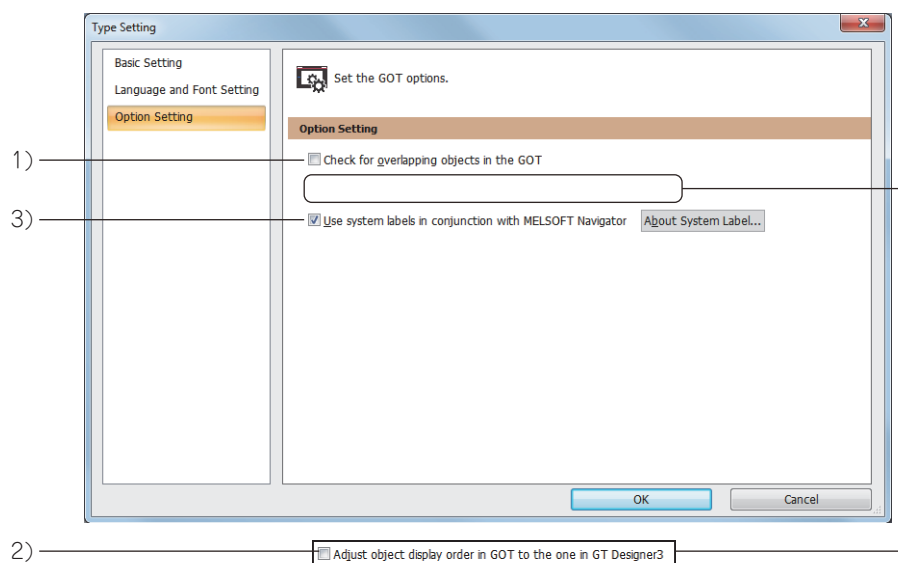 Type Setting
Basic Setting
Language and Font Setting
Option Setting
Set the GOT options.
Option Setting
1)
Check for overlapping objects in the GOT
3)
Use system labels in conjunction with MELSOFT Navigator
About System Label...
OK
Cancel
2)
Adjust object display order in GOT to the one in GT Designer3